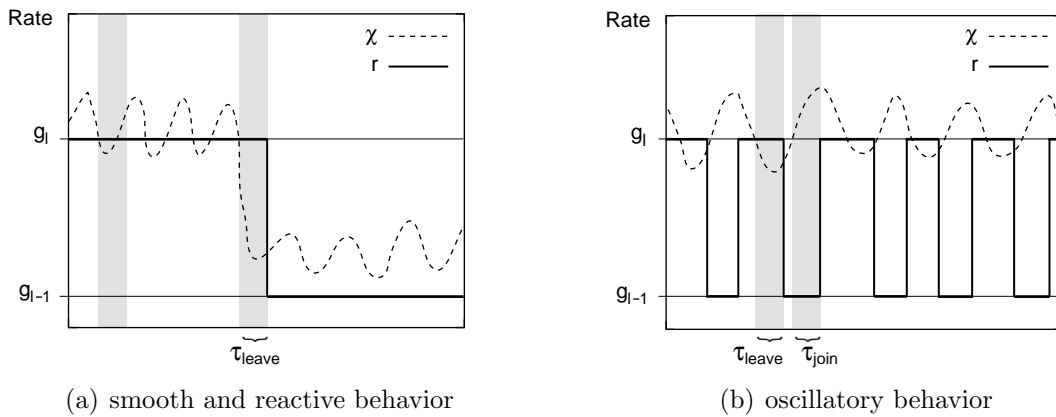 Rate
χ
r
g_l
g_{l−1}
τ_leave
(a) smooth and reactive behavior
Rate
χ
r
g_l
g_{l−1}
τ_leave τ_join
(b) oscillatory behavior